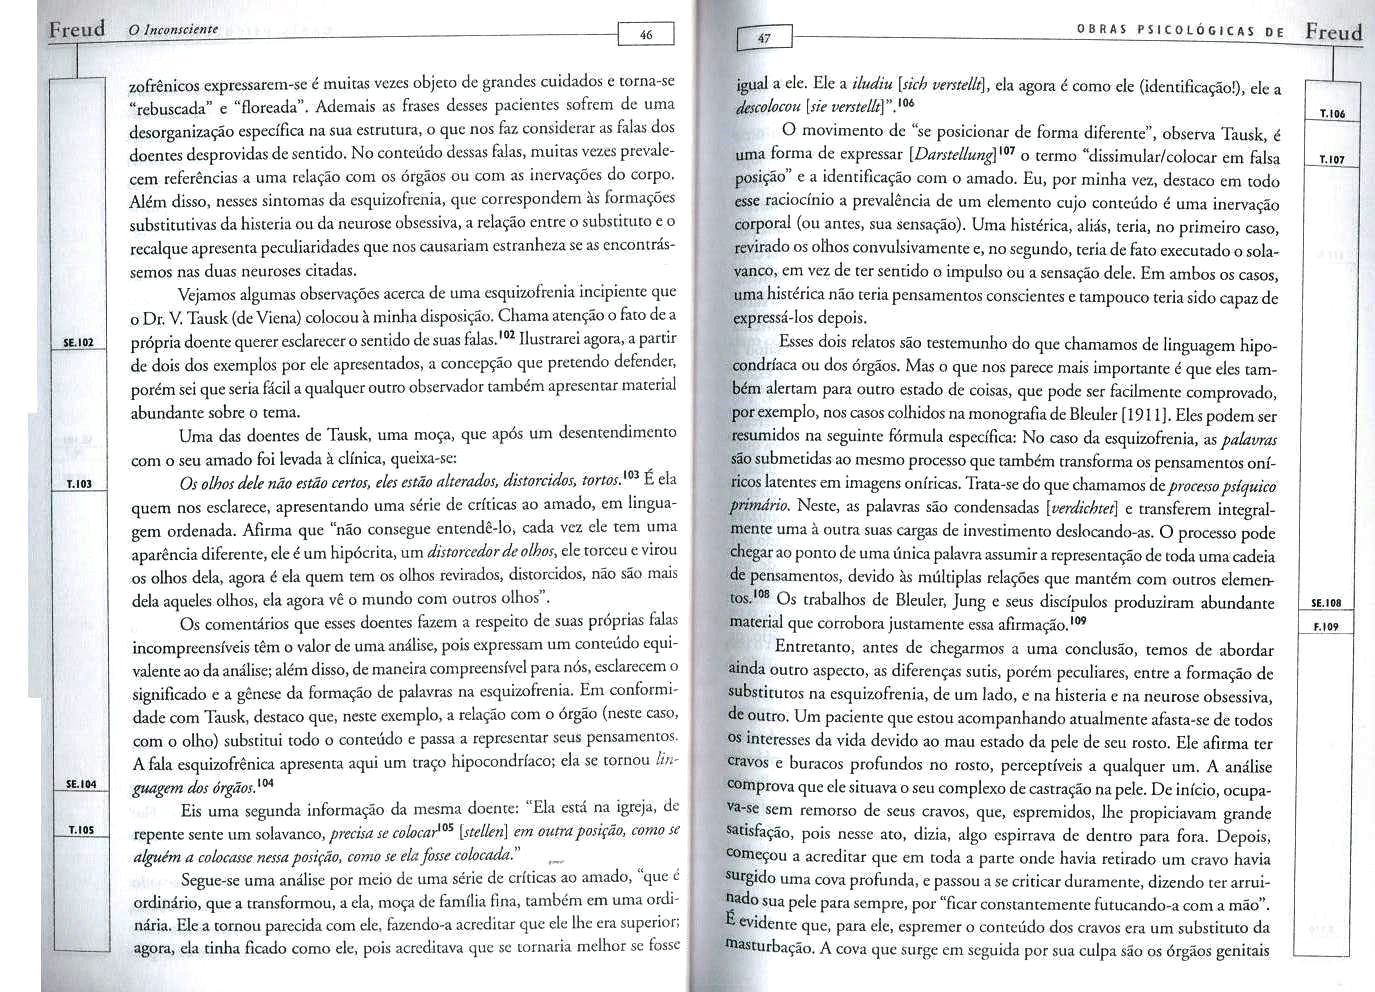 Freud O Inconsciente 46
zofrênicos expressarem-se é muitas vezes objeto de grandes cuidados e torna-se
“rebuscada” e “floreada”. Ademais as frases desses pacientes sofrem de uma
desorganização específica na sua estrutura, o que nos faz considerar as falas dos
doentes desprovidas de sentido. No conteúdo dessas falas, muitas vezes prevale-
cem referências a uma relação com os órgãos ou com as inervações do corpo.
Além disso, nesses sintomas da esquizofrenia, que correspondem às formações
substitutivas da histeria ou da neurose obsessiva, a relação entre o substituto e o
recalque apresenta peculiaridades que nos causariam estranheza se as encontrás-
semos nas duas neuroses citadas.
Vejamos algumas observações acerca de uma esquizofrenia incipiente que
o Dr. V. Tausk (de Viena) colocou à minha disposição. Chama atenção o fato de a
SE.102
própria doente querer esclarecer o sentido de suas falas.102 Ilustrarei agora, a partir
de dois dos exemplos por ele apresentados, a concepção que pretendo defender,
porém sei que seria fácil a qualquer outro observador também apresentar material
abundante sobre o tema.
Uma das doentes de Tausk, uma moça, que após um desentendimento
com o seu amado foi levada à clínica, queixa-se:
T.103
Os olhos dele não estão certos, eles estão alterados, distorcidos, tortos.103 É ela
quem nos esclarece, apresentando uma série de críticas ao amado, em lingua-
gem ordenada. Afirma que “não consegue entendê-lo, cada vez ele tem uma
aparência diferente, ele é um hipócrita, um distorcedor de olhos, ele torceu e virou
os olhos dela, agora é ela quem tem os olhos revirados, distorcidos, não são mais
dela aqueles olhos, ela agora vê o mundo com outros olhos”.
Os comentários que esses doentes fazem a respeito de suas próprias falas
incompreensíveis têm o valor de uma análise, pois expressam um conteúdo equi-
valente ao da análise; além disso, de maneira compreensível para nós, esclarecem o
significado e a gênese da formação de palavras na esquizofrenia. Em conformi-
dade com Tausk, destaco que, neste exemplo, a relação com o órgão (neste caso,
com o olho) substitui todo o conteúdo e passa a representar seus pensamentos.
A fala esquizofrênica apresenta aqui um traço hipocondríaco; ela se tornou lin-
SE.104
guagem dos órgãos.104
Eis uma segunda informação da mesma doente: “Ela está na igreja, de
T.105
repente sente um solavanco, precisa se colocar105 [stellen] em outra posição, como se
alguém a colocasse nessa posição, como se ela fosse colocada.”
Segue-se uma análise por meio de uma série de críticas ao amado, “que é
ordinário, que a transformou, a ela, moça de família fina, também em uma ordi-
nária. Ele a tornou parecida com ele, fazendo-a acreditar que ele lhe era superior;
agora, ela tinha ficado como ele, pois acreditava que se tornaria melhor se fosse
47 OBRAS PSICOLÓGICAS DE Freud
igual a ele. Ele a iludiu [sich verstellt], ela agora é como ele (identificação!), ele a
descolocou [sie verstellt]”.106
T.106
O movimento de “se posicionar de forma diferente”, observa Tausk, é
uma forma de expressar [Darstellung]107 o termo “dissimular/colocar em falsa
T.107
posição” e a identificação com o amado. Eu, por minha vez, destaco em todo
esse raciocínio a prevalência de um elemento cujo conteúdo é uma inervação
corporal (ou antes, sua sensação). Uma histérica, aliás, teria, no primeiro caso,
revirado os olhos convulsivamente e, no segundo, teria de fato executado o sola-
vanco, em vez de ter sentido o impulso ou a sensação dele. Em ambos os casos,
uma histérica não teria pensamentos conscientes e tampouco teria sido capaz de
expressá-los depois.
Esses dois relatos são testemunho do que chamamos de linguagem hipo-
condríaca ou dos órgãos. Mas o que nos parece mais importante é que eles tam-
bém alertam para outro estado de coisas, que pode ser facilmente comprovado,
por exemplo, nos casos colhidos na monografia de Bleuler [1911]. Eles podem ser
resumidos na seguinte fórmula específica: No caso da esquizofrenia, as palavras
são submetidas ao mesmo processo que também transforma os pensamentos oní-
ricos latentes em imagens oníricas. Trata-se do que chamamos de processo psíquico
primário. Neste, as palavras são condensadas [verdichtet] e transferem integral-
mente uma à outra suas cargas de investimento deslocando-as. O processo pode
chegar ao ponto de uma única palavra assumir a representação de toda uma cadeia
de pensamentos, devido às múltiplas relações que mantém com outros elemen-
tos.108 Os trabalhos de Bleuler, Jung e seus discípulos produziram abundante
SE.108
material que corrobora justamente essa afirmação.109
F.109
Entretanto, antes de chegarmos a uma conclusão, temos de abordar
ainda outro aspecto, as diferenças sutis, porém peculiares, entre a formação de
substitutos na esquizofrenia, de um lado, e na histeria e na neurose obsessiva,
de outro. Um paciente que estou acompanhando atualmente afasta-se de todos
os interesses da vida devido ao mau estado da pele de seu rosto. Ele afirma ter
cravos e buracos profundos no rosto, perceptíveis a qualquer um. A análise
comprova que ele situava o seu complexo de castração na pele. De início, ocupa-
va-se sem remorso de seus cravos, que, espremidos, lhe propiciavam grande
satisfação, pois nesse ato, dizia, algo espirrava de dentro para fora. Depois,
começou a acreditar que em toda a parte onde havia retirado um cravo havia
surgido uma cova profunda, e passou a se criticar duramente, dizendo ter arrui-
nado sua pele para sempre, por “ficar constantemente futucando-a com a mão”.
É evidente que, para ele, espremer o conteúdo dos cravos era um substituto da
masturbação. A cova que surge em seguida por sua culpa são os órgãos genitais